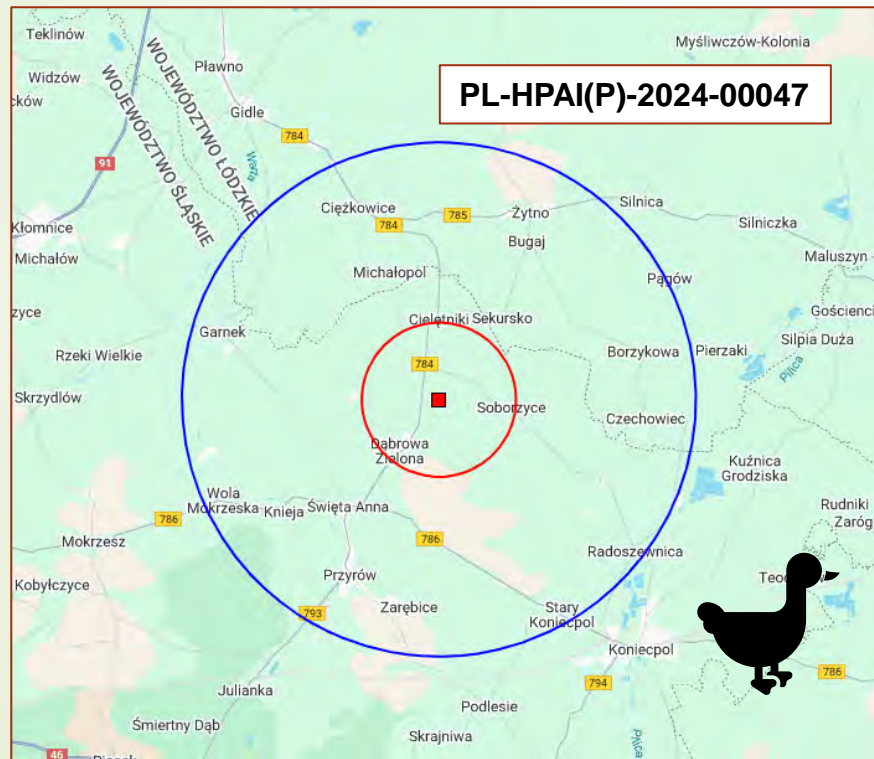 Teklinów
Myśliwczów-Kolonia
Pławno
Widzów
WOJEWÓDZTWO ŁÓDZKIE
WOJEWÓDZTWO ŚLĄSKIE
PL-HPAI(P)-2024-00047
Gidle
784
91
Warta
Ciężkowice
784
785
Żytno
Silnica
Silniczka
Kłomnice
Michałów
Bugaj
Maluszyn
Michałopol
Pągów
Cielętniki
Sekursko
Garnek
Rzeki Wielkie
784
Borzykowa
Pierzaki
Silpia Duża
Pilica
Skrzydlów
Soborzyce
Czechowiec
Dąbrowa
Zielona
Kuźnica
Grodziska
Wola
Mokrzeska
Knieja
Święta Anna
786
786
Rudniki
Mokrzesz
Radoszewnica
Kobyłczyce
Przyrów
793
Zarębice
Stary
Koniecpol
Koniecpol
786
794
Julianka
Podlesie
Śmiertny Dąb
Skrajniwa
Pilica
46